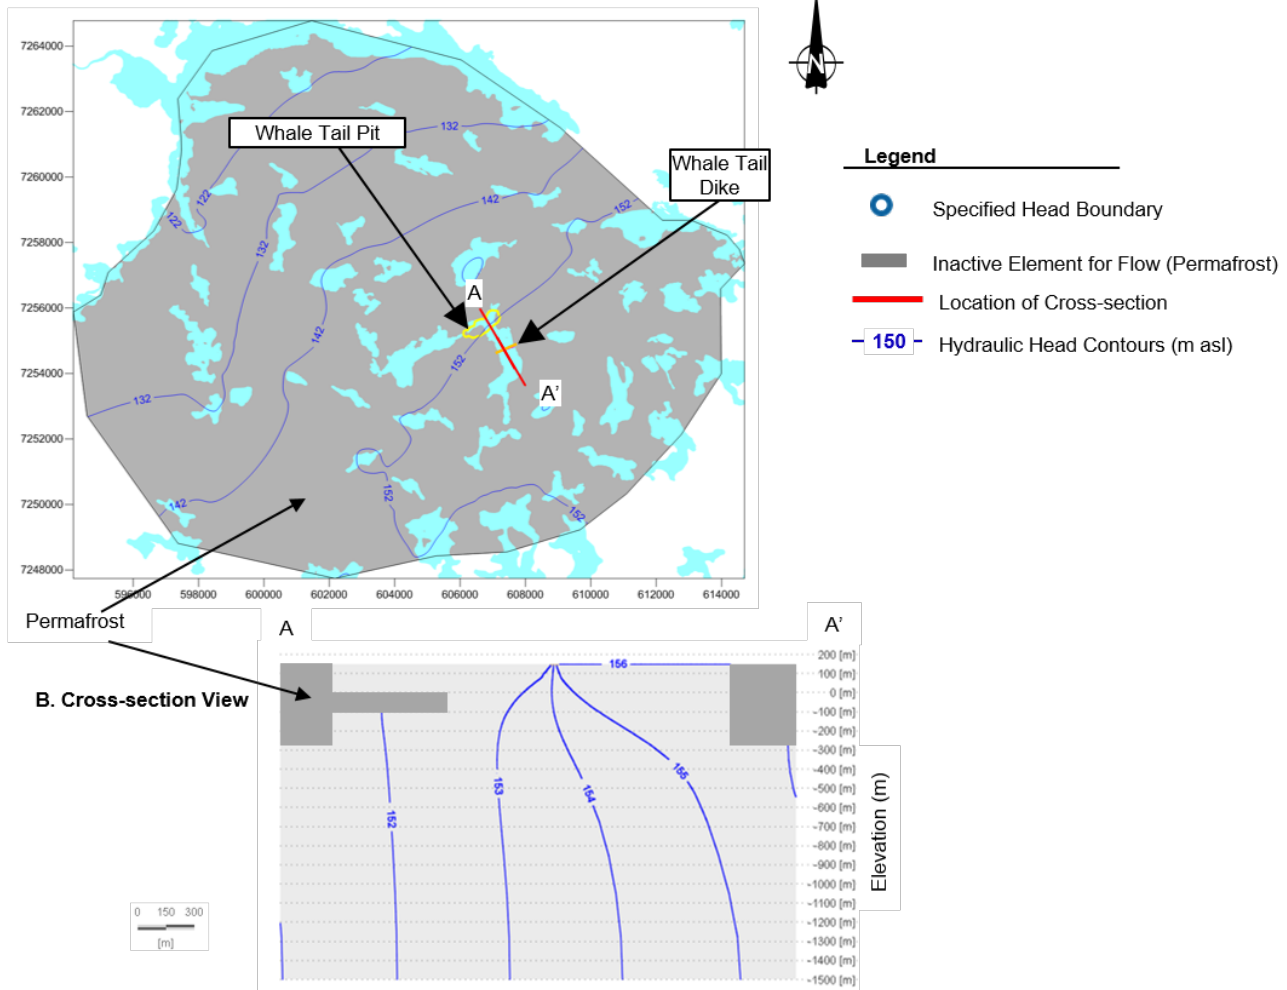 7264000
7262000
7260000
7258000
7256000
7254000
7252000
7250000
7248000
596000
598000
600000
602000
604000
606000
608000
610000
612000
614000
Whale Tail Pit
Whale Tail
Dike
132
142
152
122
122
132
142
152
132
142
152
152
A
A'
N
Legend
Specified Head Boundary
Inactive Element for Flow (Permafrost)
Location of Cross-section
150
Hydraulic Head Contours (m asl)
Permafrost
A
A'
B. Cross-section View
156
152
153
154
155
200 [m]
100 [m]
0 [m]
-100 [m]
-200 [m]
-300 [m]
-400 [m]
-500 [m]
-600 [m]
-700 [m]
-800 [m]
-900 [m]
-1000 [m]
-1100 [m]
-1200 [m]
-1300 [m]
-1400 [m]
-1500 [m]
Elevation (m)
0 150 300
[m]